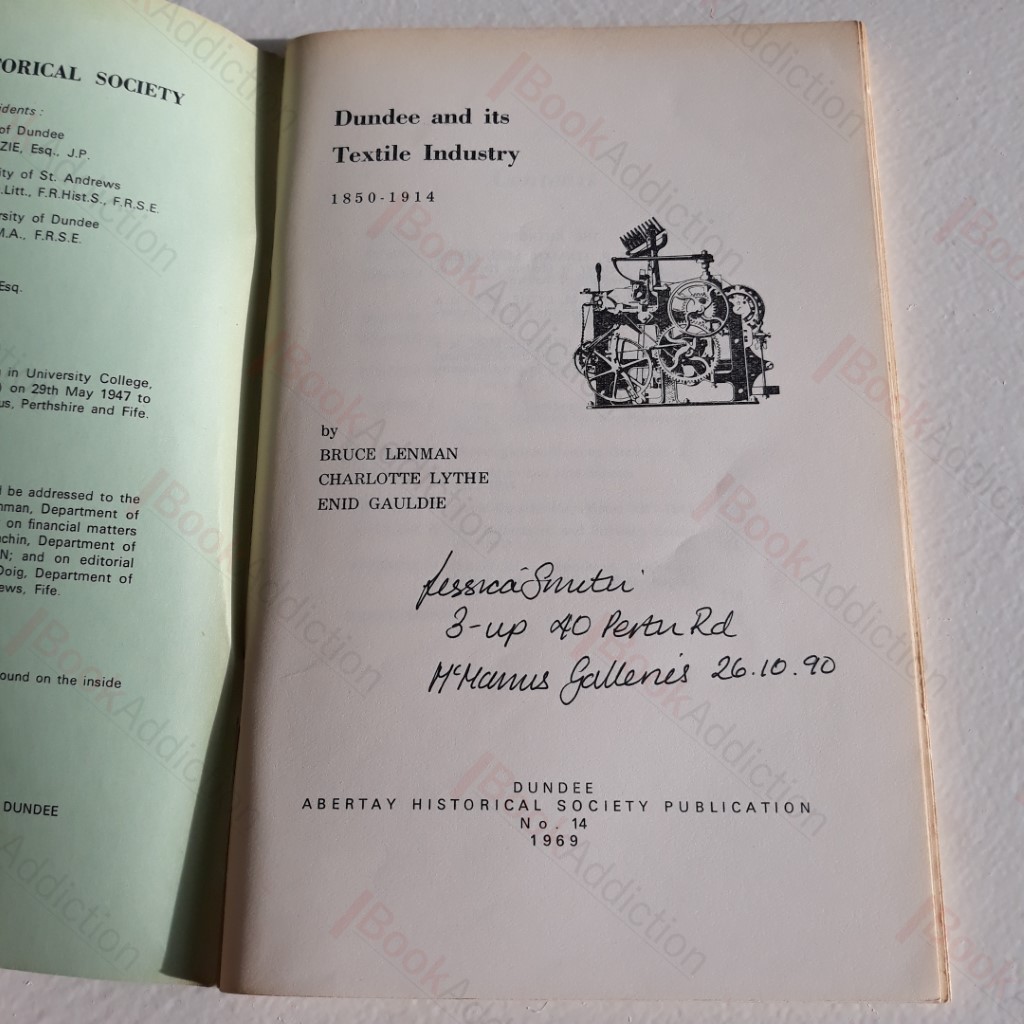 ORICAL SOCIETY
idents :
of Dundee
ZIE, Esq., J.P.
ity of St. Andrews
.Litt., F.R.Hist.S., F.R.S.E.
rsity of Dundee
M.A., F.R.S.E.
Esq.
in University College,
) on 29th May 1947 to
us, Perthshire and Fife.
d be addressed to the
nman, Department of
on financial matters
achin, Department of
N; and on editorial
Doig, Department of
ews, Fife.
ound on the inside
DUNDEE
Dundee and its
Textile Industry
1850-1914
by
BRUCE LENMAN
CHARLOTTE LYTHE
ENID GAULDIE
Jessica Smith
3-up 40 Perth Rd
McManus Galleries 26.10.90
DUNDEE
ABERTAY HISTORICAL SOCIETY PUBLICATION
No. 14
1969
BookAddiction